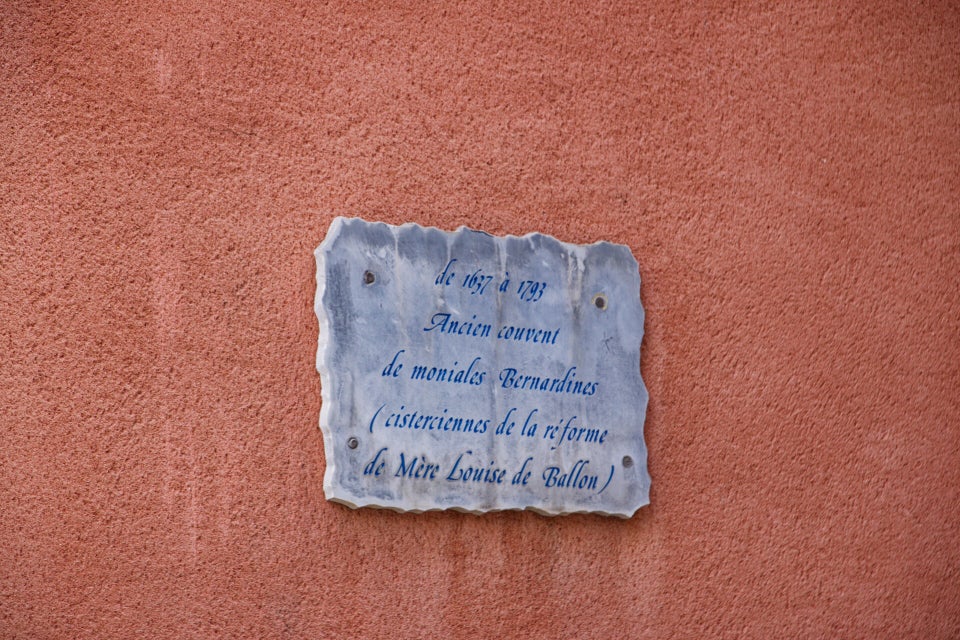 de 1637 à 1793
Ancien couvent
de moniales Bernardines
(cisterciennes de la réforme
de Mère Louise de Ballon)